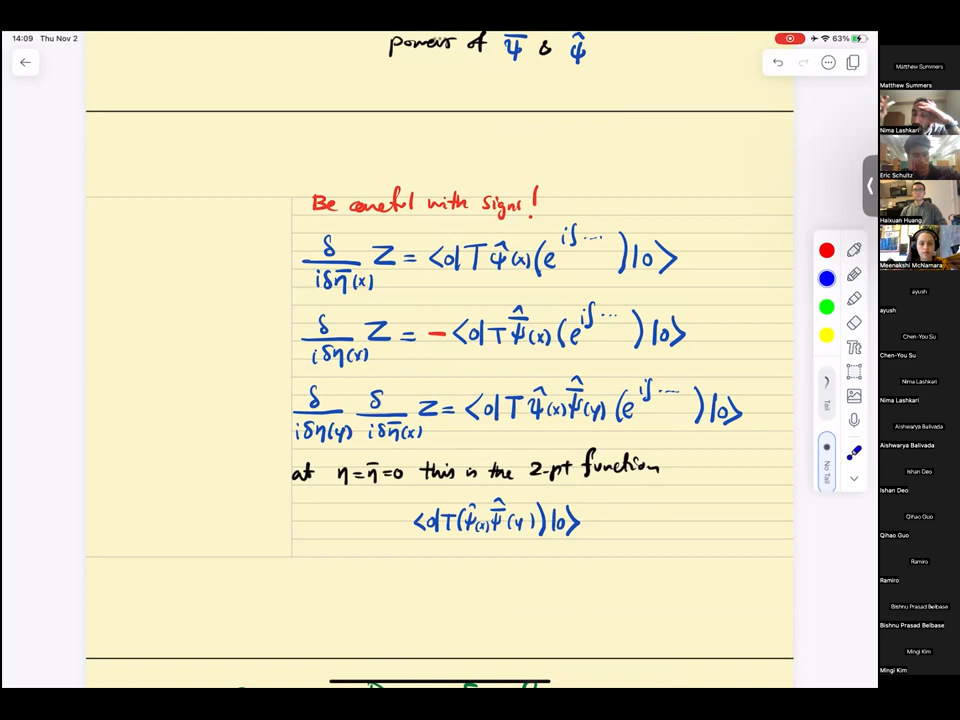 14:09 Thu Nov 2
63%
powers of ψ̄ & ψ̂
Be careful with signs!
δ/iδη̄(x) Z = <0|T ψ̂(x)(e^{i∫...})|0>
δ/iδη(x) Z = -<0|T ψ̄̂(x)(e^{i∫...})|0>
δ/iδη(y) δ/iδη̄(x) Z = <0|T ψ̂(x)ψ̄̂(y)(e^{i∫...})|0>
at η=η̄=0 this is the 2-pt function
<0|T(ψ̂(x)ψ̄̂(y))|0>
Tail
No Tail
Matthew Summers
Matthew Summers
Nima Lashkari
Eric Schultz
Haixuan Huang
Meenakshi McNamara
ayush
ayush
Chen-You Su
Chen-You Su
Nima Lashkari
Nima Lashkari
Aishwarya Balivada
Aishwarya Balivada
Ishan Deo
Ishan Deo
Qihao Guo
Qihao Guo
Ramiro
Ramiro
Bishnu Prasad Belbase
Bishnu Prasad Belbase
Mingi Kim
Mingi Kim